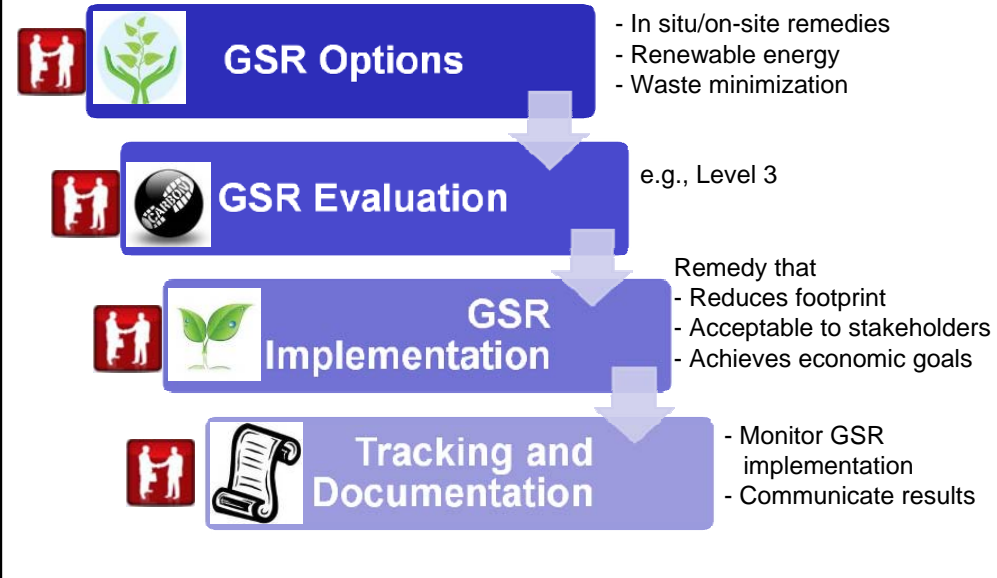 GSR Options
- In situ/on-site remedies
- Renewable energy
- Waste minimization
CARBON
GSR Evaluation
e.g., Level 3
GSR
Implementation
Remedy that
- Reduces footprint
- Acceptable to stakeholders
- Achieves economic goals
Tracking and
Documentation
- Monitor GSR
implementation
- Communicate results